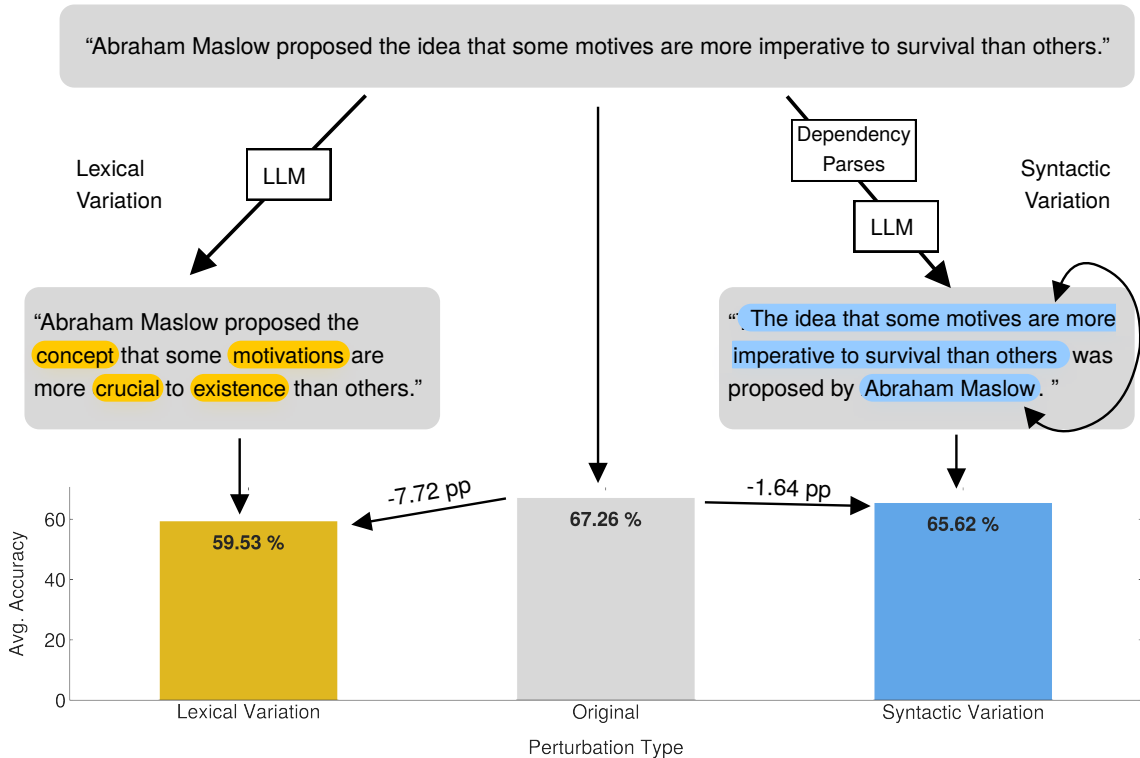 “Abraham Maslow proposed the idea that some motives are more imperative to survival than others.”
Lexical
Variation
LLM
Dependency
Parses
LLM
Syntactic
Variation
“Abraham Maslow proposed the
concept that some motivations are
more crucial to existence than others.”
“ The idea that some motives are more
imperative to survival than others was
proposed by Abraham Maslow. ”
-7.72 pp
-1.64 pp
59.53 %
67.26 %
65.62 %
60
40
20
0
Avg. Accuracy
Lexical Variation
Original
Syntactic Variation
Perturbation Type